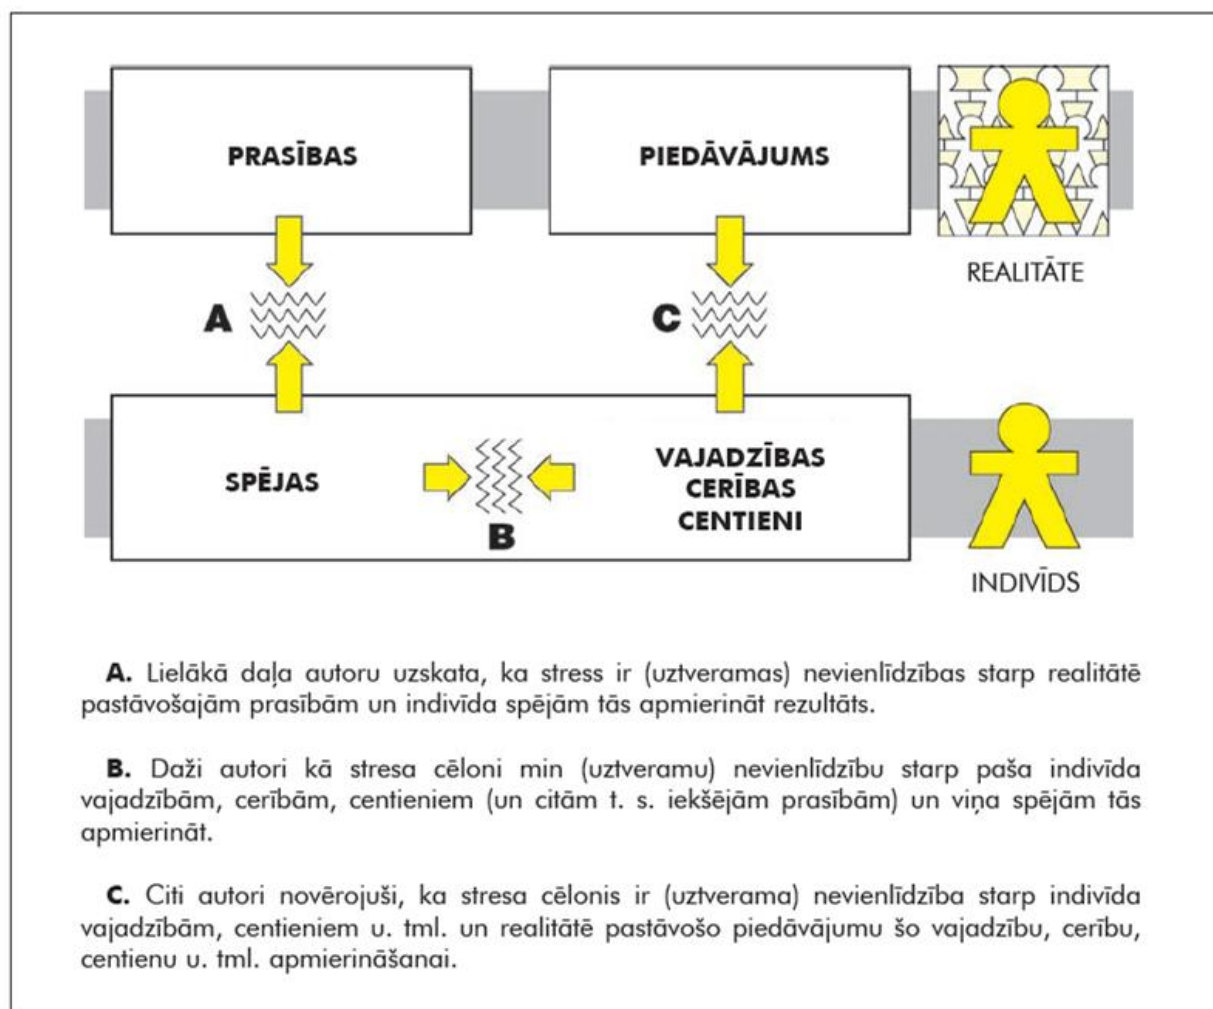 PRASĪBAS
PIEDĀVĀJUMS
REALITĀTE
A
C
SPĒJAS
B
VAJADZĪBAS
CERĪBAS
CENTIENI
INDIVĪDS
A. Lielākā daļa autoru uzskata, ka stress ir (uztveramas) nevienlīdzības starp realitātē
pastāvošajām prasībām un indivīda spējām tās apmierināt rezultāts.
B. Daži autori kā stresa cēloni min (uztveramu) nevienlīdzību starp paša indivīda
vajadzībām, cerībām, centieniem (un citām t. s. iekšējām prasībām) un viņa spējām tās
apmierināt.
C. Citi autori novērojuši, ka stresa cēlonis ir (uztverama) nevienlīdzība starp indivīda
vajadzībām, centieniem u. tml. un realitātē pastāvošo piedāvājumu šo vajadzību, cerību,
centienu u. tml. apmierināšanai.